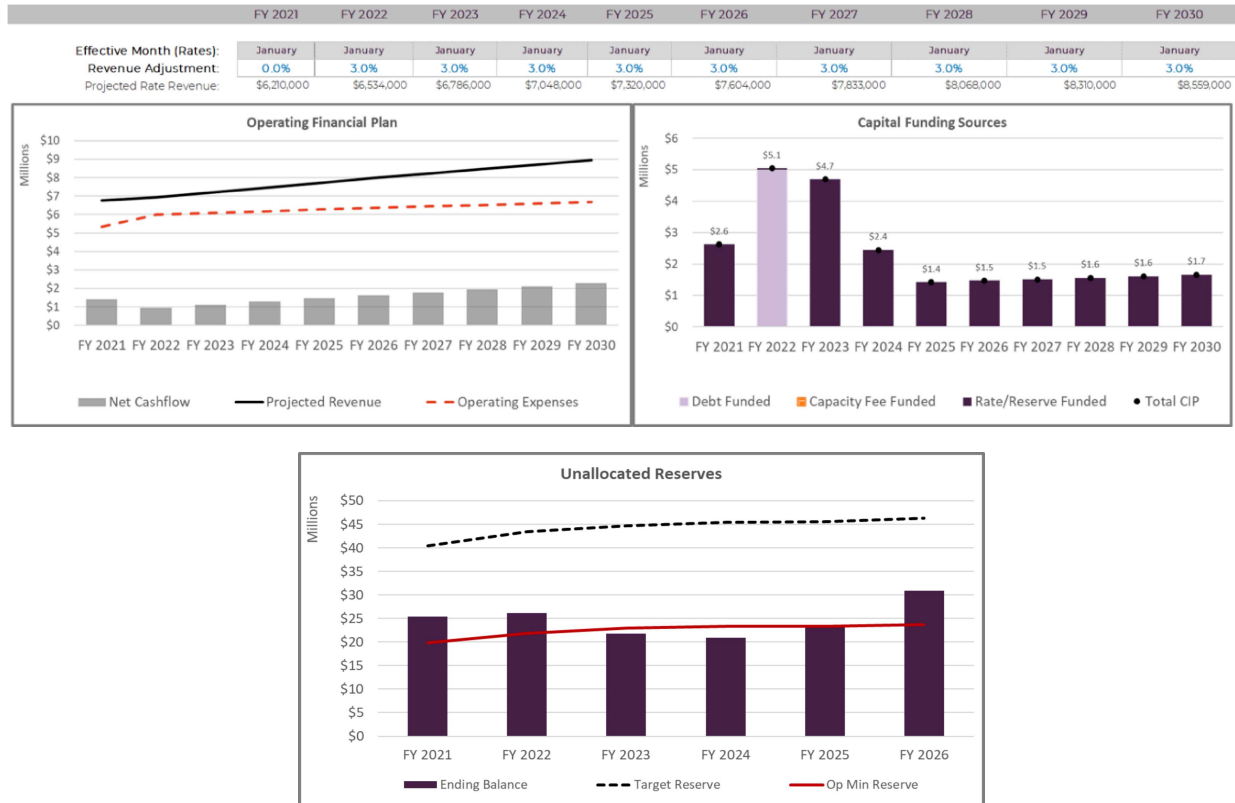 FY 2021 FY 2022 FY 2023 FY 2024 FY 2025 FY 2026 FY 2027 FY 2028 FY 2029 FY 2030
Effective Month (Rates): January January January January January January January January January January
Revenue Adjustment: 0.0% 3.0% 3.0% 3.0% 3.0% 3.0% 3.0% 3.0% 3.0% 3.0%
Projected Rate Revenue: $6,210,000 $6,534,000 $6,786,000 $7,048,000 $7,320,000 $7,604,000 $7,833,000 $8,068,000 $8,310,000 $8,559,000
Operating Financial Plan
Millions
$10
$9
$8
$7
$6
$5
$4
$3
$2
$1
$0
FY 2021 FY 2022 FY 2023 FY 2024 FY 2025 FY 2026 FY 2027 FY 2028 FY 2029 FY 2030
Net Cashflow Projected Revenue Operating Expenses
Capital Funding Sources
Millions
$6
$5
$4
$3
$2
$1
$0
$2.6 $5.1 $4.7 $2.4 $1.4 $1.5 $1.5 $1.6 $1.6 $1.7
FY 2021 FY 2022 FY 2023 FY 2024 FY 2025 FY 2026 FY 2027 FY 2028 FY 2029 FY 2030
Debt Funded Capacity Fee Funded Rate/Reserve Funded Total CIP
Unallocated Reserves
Millions
$50
$45
$40
$35
$30
$25
$20
$15
$10
$5
$0
FY 2021 FY 2022 FY 2023 FY 2024 FY 2025 FY 2026
Ending Balance Target Reserve Op Min Reserve